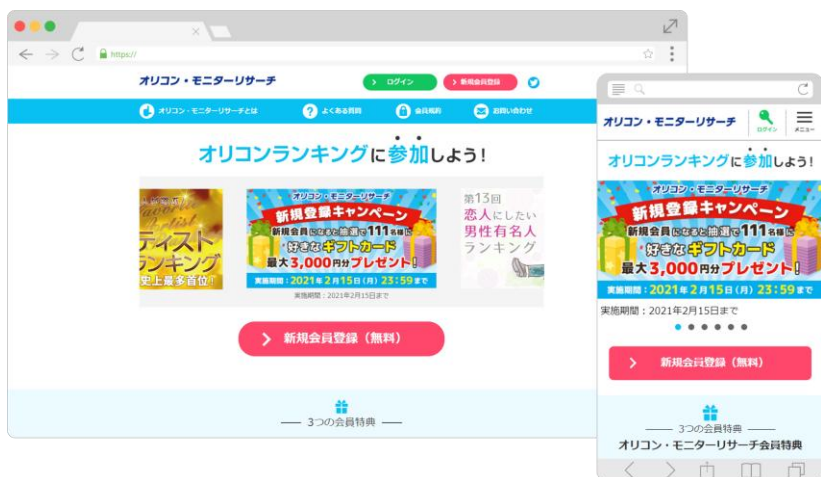 https://
オリコン・モニターリサーチ
ログイン
新規会員登録
オリコン・モニターリサーチとは
よくある質問
会員規約
お問い合わせ
オリコンランキングに参加しよう！
ティスト
ランキング
史上最多首位！
オリコン・モニターリサーチ
新規登録キャンペーン
新規会員になると抽選で111名様に
好きなギフトカード
最大3,000円分プレゼント！
実施期間：2021年2月15日(月) 23：59まで
実施期間：2021年2月15日まで
第13回
恋人にしたい
男性有名人
ランキング
新規会員登録（無料）
3つの会員特典
オリコン・モニターリサーチ
ログイン
メニュー
オリコンランキングに参加しよう！
オリコン・モニターリサーチ
新規登録キャンペーン
新規会員になると抽選で111名様に
好きなギフトカード
最大3,000円分プレゼント！
実施期間：2021年2月15日(月) 23：59まで
実施期間：2021年2月15日まで
新規会員登録（無料）
3つの会員特典
オリコン・モニターリサーチ会員特典